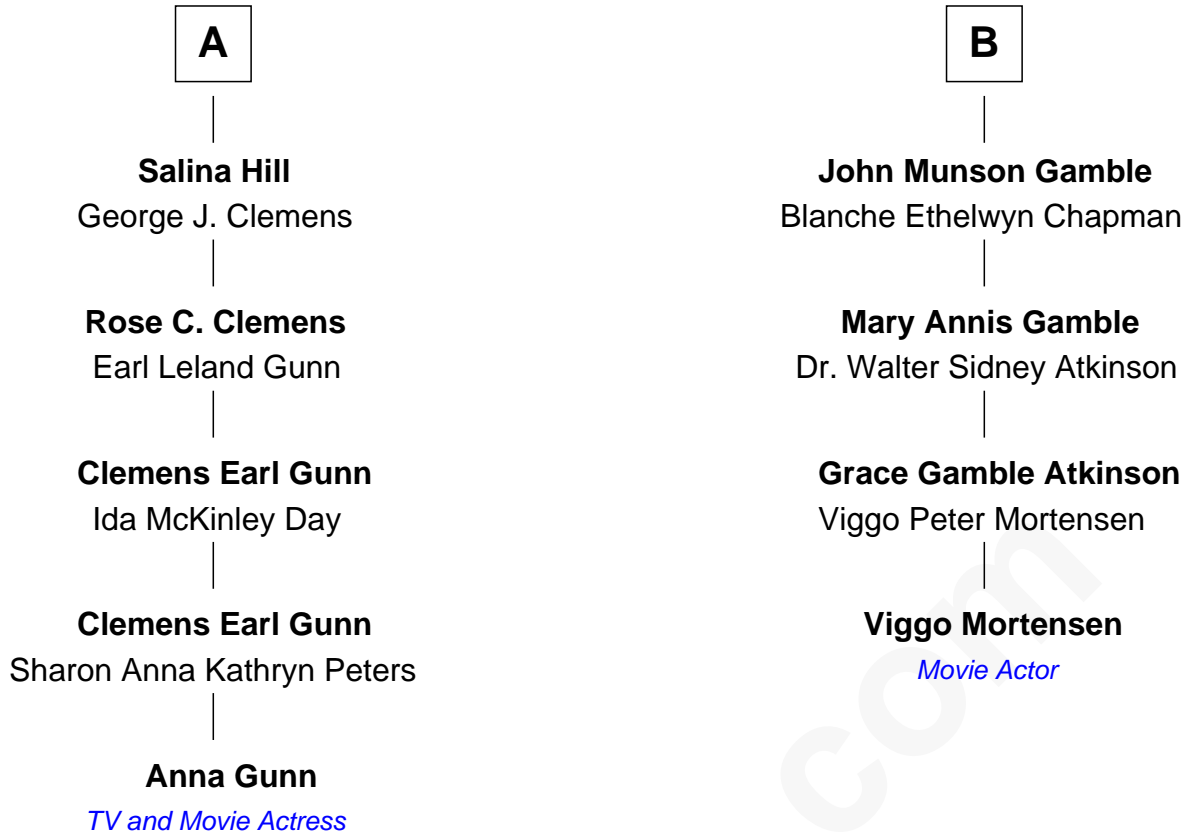 A
Salina Hill
George J. Clemens
Rose C. Clemens
Earl Leland Gunn
Clemens Earl Gunn
Ida McKinley Day
Clemens Earl Gunn
Sharon Anna Kathryn Peters
Anna Gunn
TV and Movie Actress
B
John Munson Gamble
Blanche Ethelwyn Chapman
Mary Annis Gamble
Dr. Walter Sidney Atkinson
Grace Gamble Atkinson
Viggo Peter Mortensen
Viggo Mortensen
Movie Actor
com